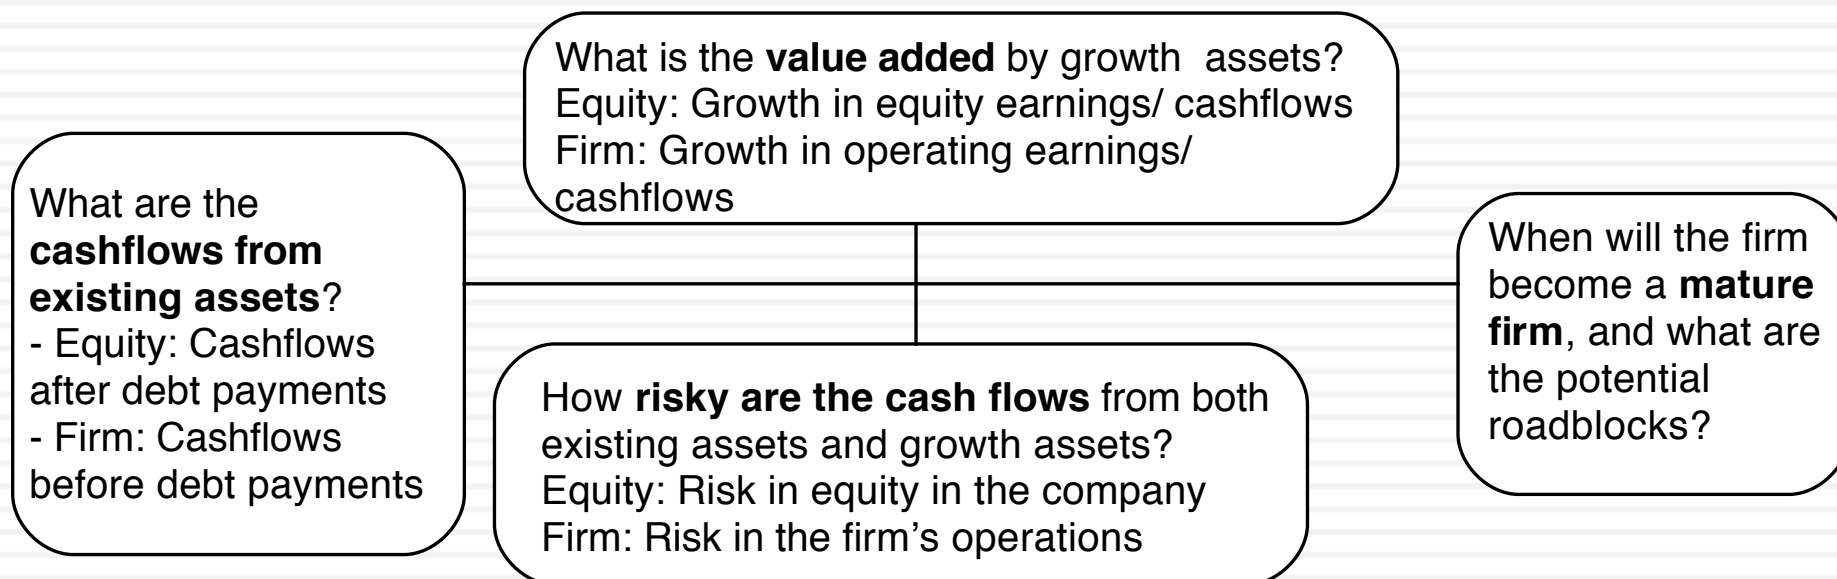 What is the value added by growth assets?
Equity: Growth in equity earnings/ cashflows
Firm: Growth in operating earnings/
cashflows
What are the
cashflows from
existing assets?
- Equity: Cashflows
after debt payments
- Firm: Cashflows
before debt payments
How risky are the cash flows from both
existing assets and growth assets?
Equity: Risk in equity in the company
Firm: Risk in the firm’s operations
When will the firm
become a mature
firm, and what are
the potential
roadblocks?